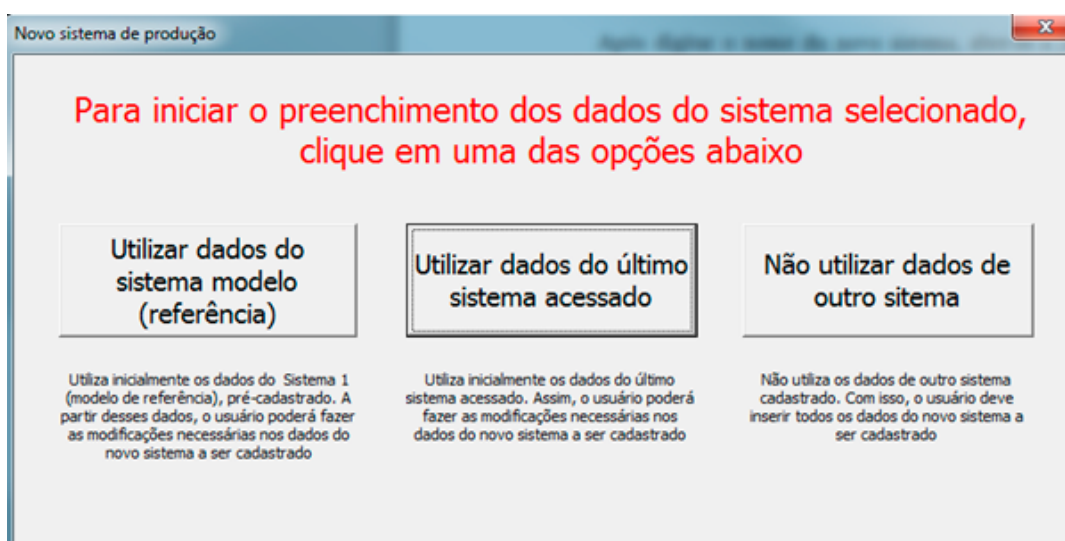 Novo sistema de produção
Para iniciar o preenchimento dos dados do sistema selecionado,
clique em uma das opções abaixo
Utilizar dados do
sistema modelo
(referência)
Utilizar dados do último
sistema acessado
Não utilizar dados de
outro sitema
Utiliza inicialmente os dados do Sistema 1
(modelo de referência), pré-cadastrado. A
partir desses dados, o usuário poderá fazer
as modificações necessárias nos dados do
novo sistema a ser cadastrado
Utiliza inicialmente os dados do último
sistema acessado. Assim, o usuário poderá
fazer as modificações necessárias nos
dados do novo sistema a ser cadastrado
Não utiliza os dados de outro sistema
cadastrado. Com isso, o usuário deve
inserir todos os dados do novo sistema a
ser cadastrado